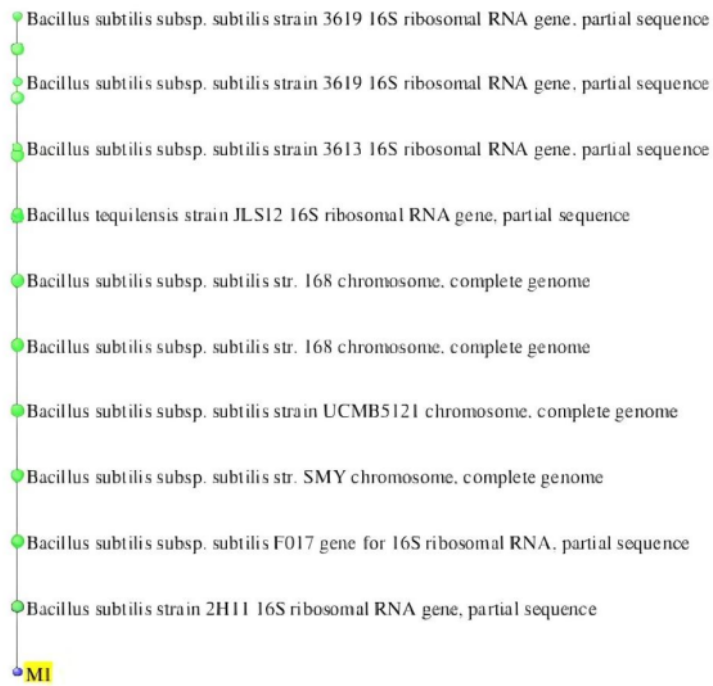 Bacillus subtilis subsp. subtilis strain 3619 16S ribosomal RNA gene, partial sequence
Bacillus subtilis subsp. subtilis strain 3619 16S ribosomal RNA gene, partial sequence
Bacillus subtilis subsp. subtilis strain 3613 16S ribosomal RNA gene, partial sequence
Bacillus tequilensis strain JLS12 16S ribosomal RNA gene, partial sequence
Bacillus subtilis subsp. subtilis str. 168 chromosome, complete genome
Bacillus subtilis subsp. subtilis str. 168 chromosome, complete genome
Bacillus subtilis subsp. subtilis strain UCMB5121 chromosome, complete genome
Bacillus subtilis subsp. subtilis str. SMY chromosome, complete genome
Bacillus subtilis subsp. subtilis F017 gene for 16S ribosomal RNA, partial sequence
Bacillus subtilis strain 2H11 16S ribosomal RNA gene, partial sequence
MI